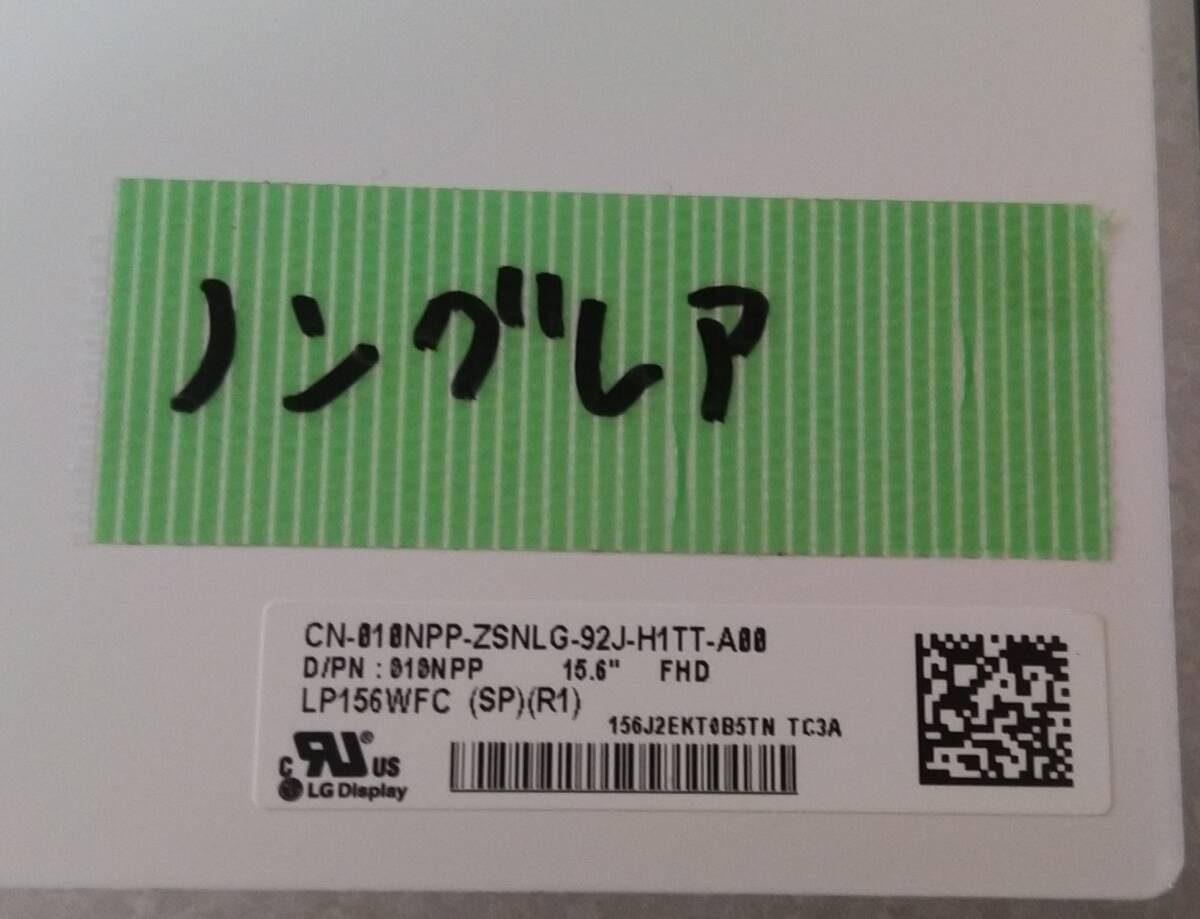 ノングレア
CN-010NPP-ZSNLG-92J-H1TT-A00
D/PN : 010NPP 15.6" FHD
LP156WFC (SP)(R1)
156J2EKT0B5TN TC3A
c RU ® US
LG Display